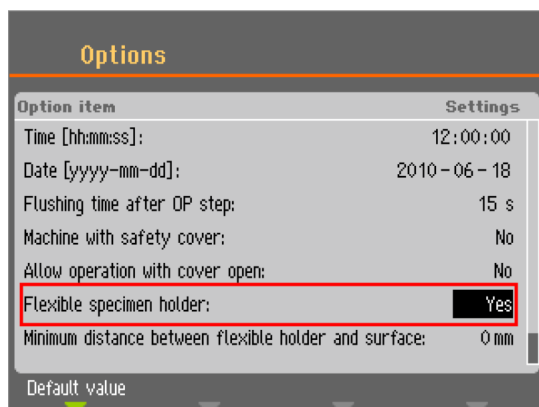 Options
Option item Settings
Time [hh:mm:ss]: 12:00:00
Date [yyyy-mm-dd]: 2010-06-18
Flushing time after OP step: 15 s
Machine with safety cover: No
Allow operation with cover open: No
Flexible specimen holder: Yes
Minimum distance between flexible holder and surface: 0 mm
Default value